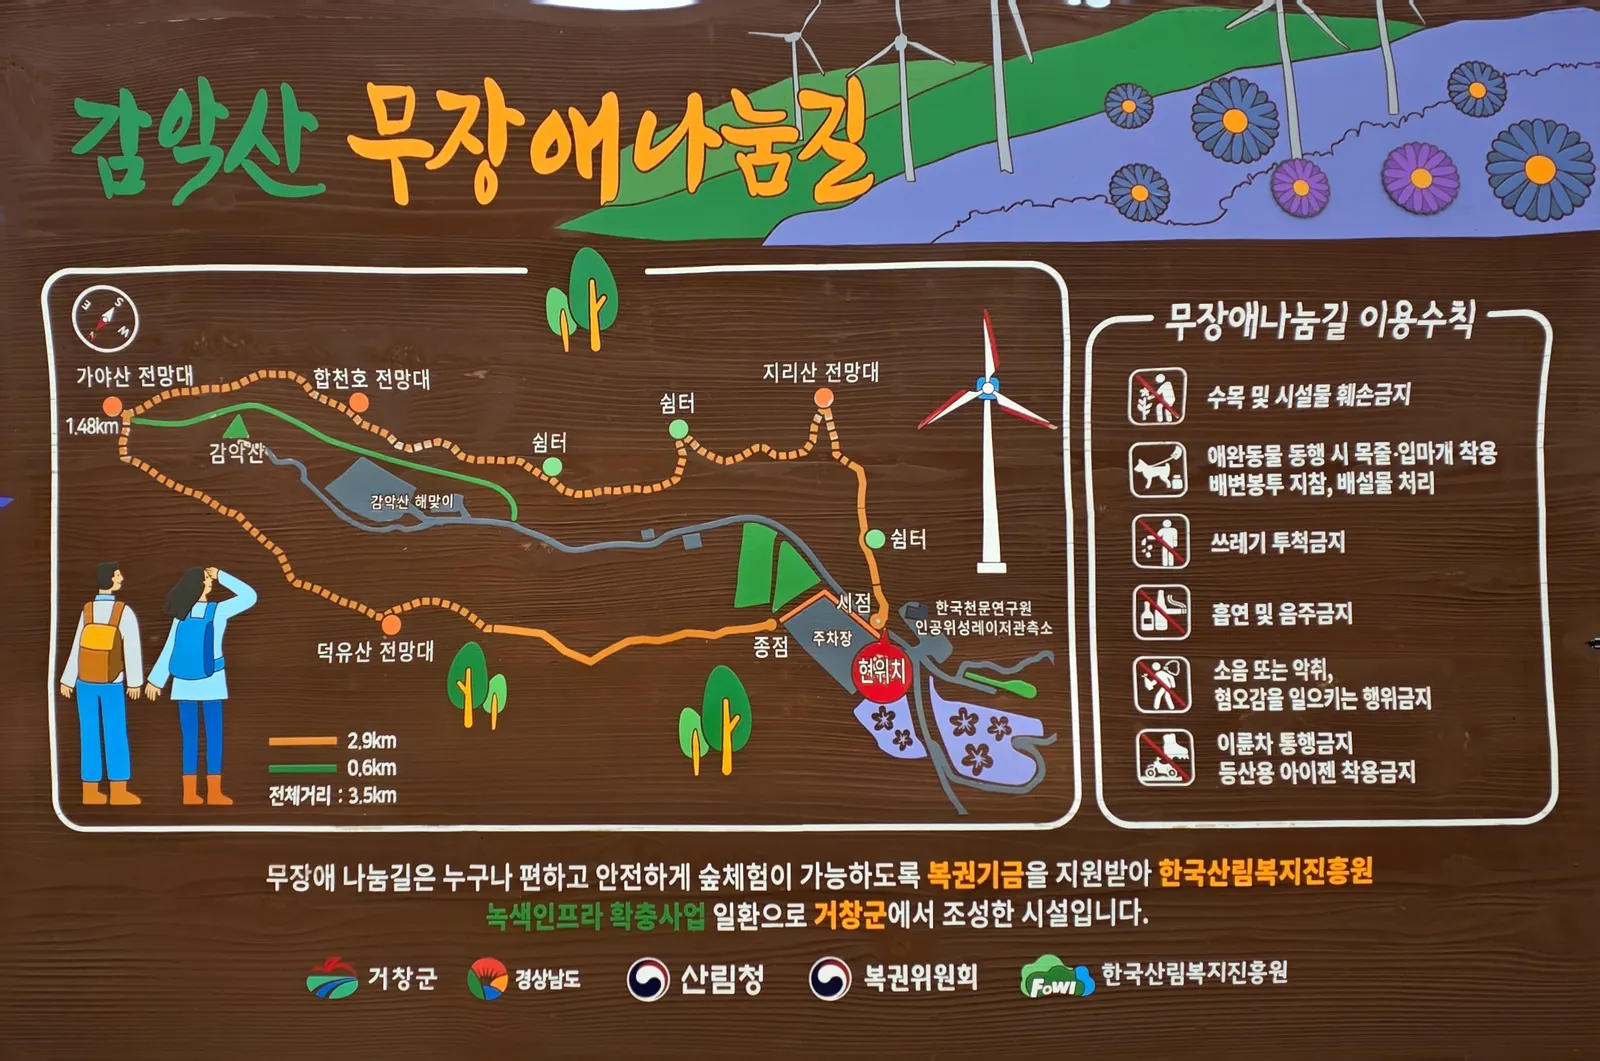 감악산 무장애나눔길
S
E
W
가야산 전망대
1.48km
합천호 전망대
지리산 전망대
쉼터
쉼터
감악산
감악산 해맞이
쉼터
시점
한국천문연구원
인공위성레이저관측소
주차장
종점
현위치
덕유산 전망대
2.9km
0.6km
전체거리 : 3.5km
무장애나눔길 이용수칙
수목 및 시설물 훼손금지
애완동물 동행 시 목줄·입마개 착용
배변봉투 지참, 배설물 처리
쓰레기 투척금지
흡연 및 음주금지
소음 또는 악취,
혐오감을 일으키는 행위금지
이륜차 통행금지
등산용 아이젠 착용금지
무장애 나눔길은 누구나 편하고 안전하게 숲체험이 가능하도록 복권기금을 지원받아 한국산림복지진흥원
녹색인프라 확충사업 일환으로 거창군에서 조성한 시설입니다.
거창군 경상남도 산림청 복권위원회 FoWI 한국산림복지진흥원